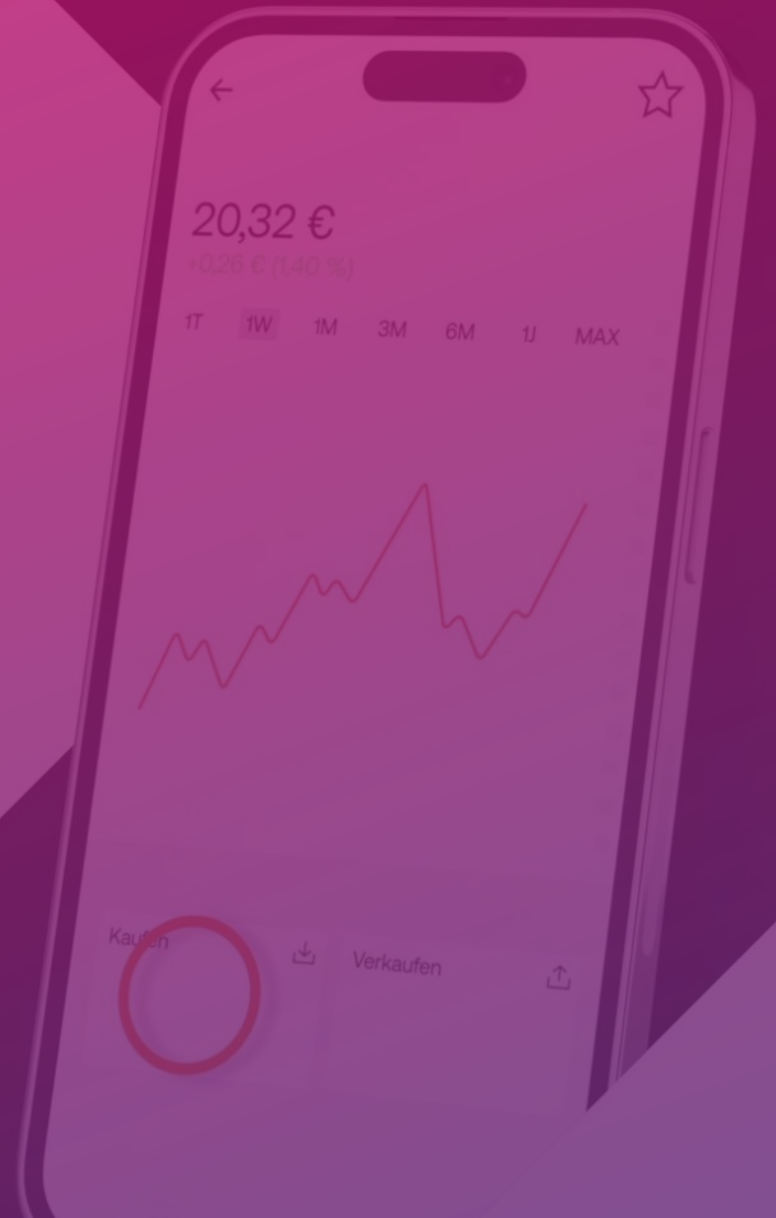 20,32 €
+0,26 € (1,40 %)
1T 1W 1M 3M 6M 1J MAX
Kaufen Verkaufen